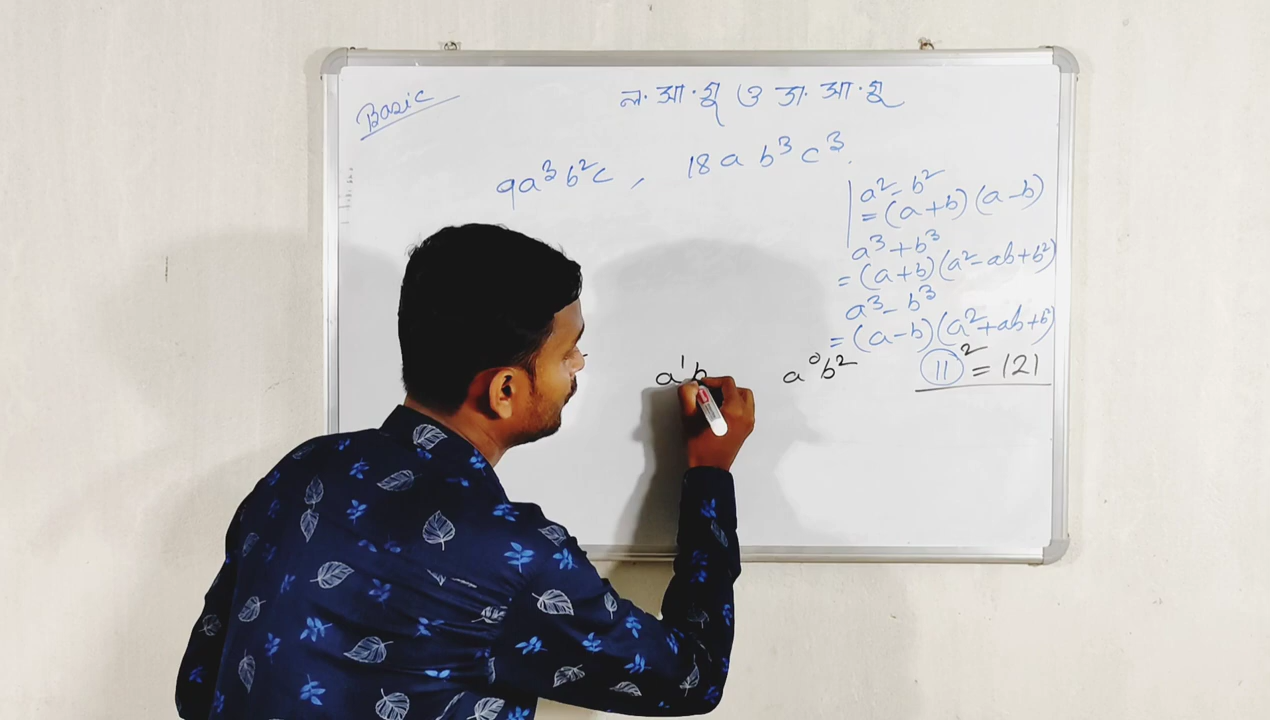 Basic
ল. সা. গু ও গ. সা. গু
9a³b²c, 18ab³c³.
a² - b²
= (a+b)(a-b)
a³ + b³
= (a+b)(a²-ab+b²)
a³ - b³
= (a-b)(a²+ab+b²)
a¹b a⁰b² 11² = 121